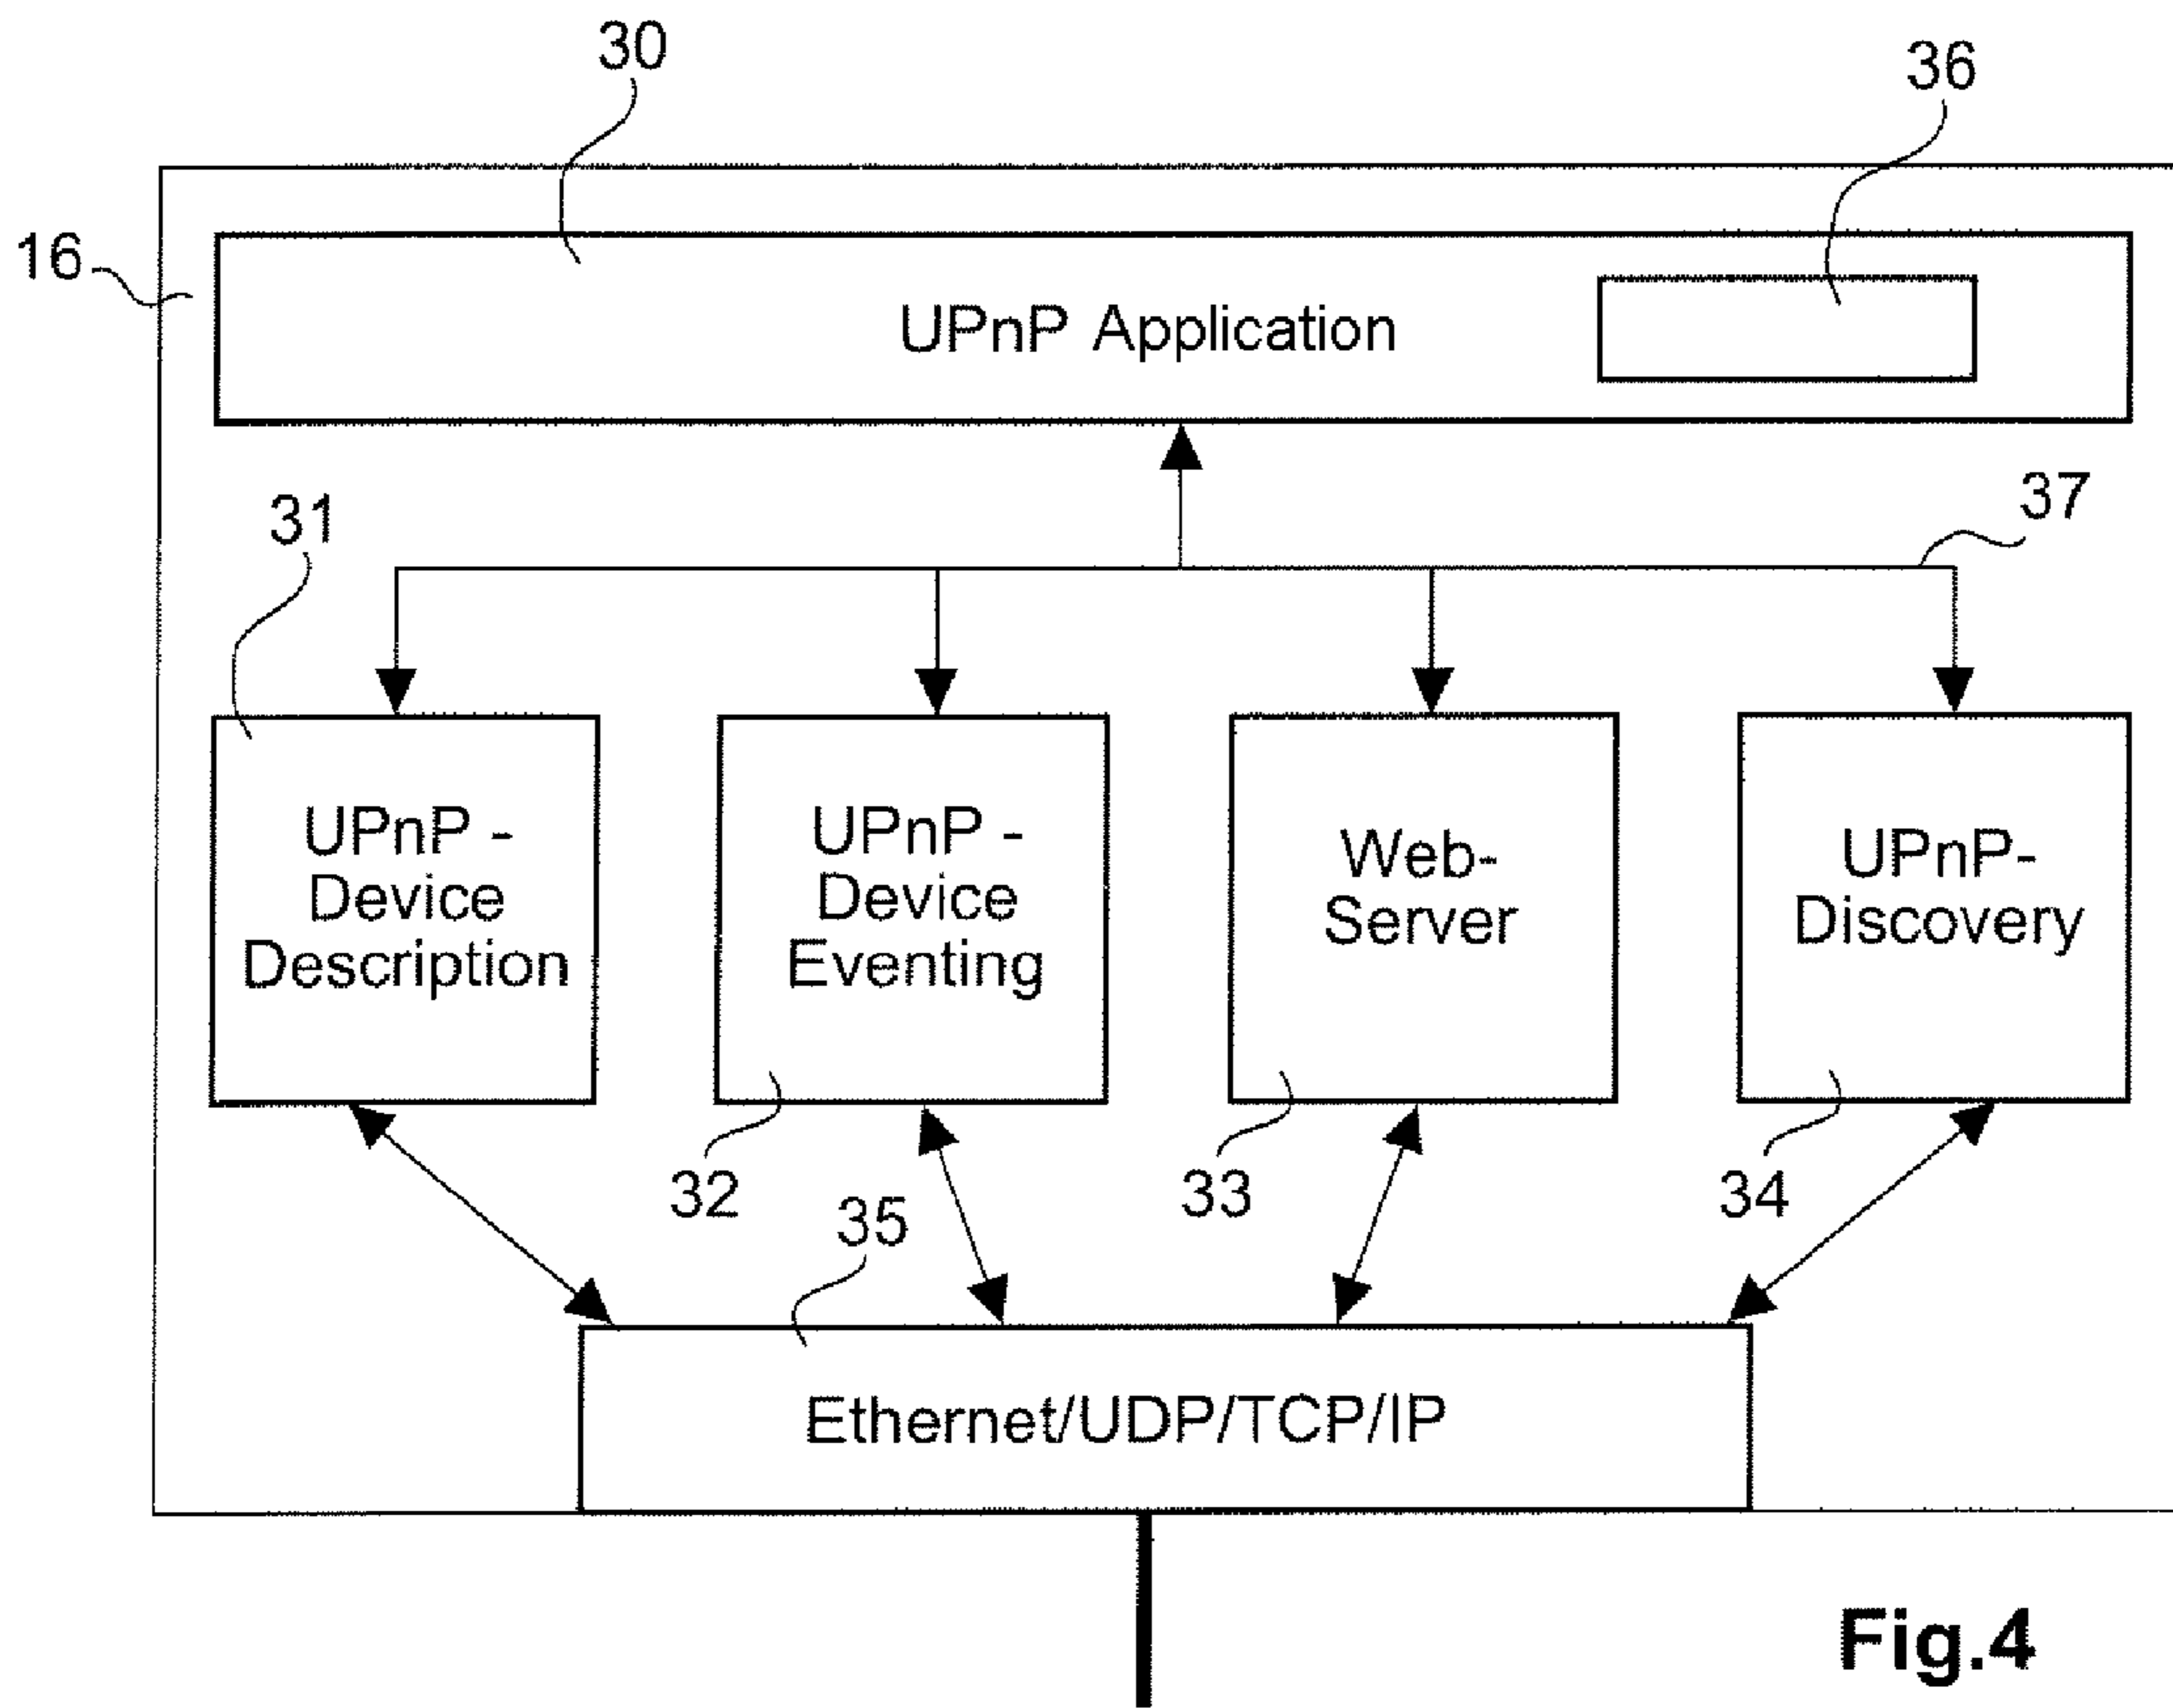 30
36
16
UPnP Application
31
37
UPnP -
Device
Description
UPnP -
Device
Eventing
Web-
Server
UPnP-
Discovery
32
33
34
35
Ethernet/UDP/TCP/IP
Fig.4